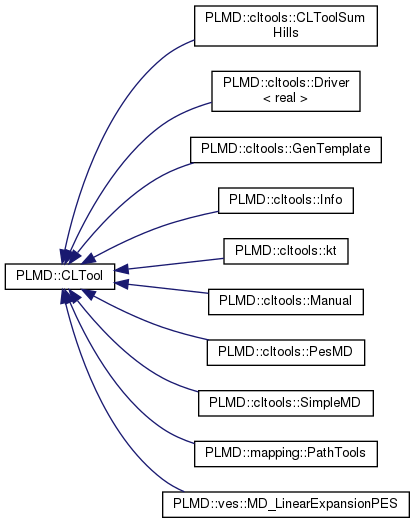 PLMD::cltools::CLToolSum
Hills
PLMD::cltools::Driver
< real >
PLMD::cltools::GenTemplate
PLMD::cltools::Info
PLMD::cltools::kt
PLMD::CLTool
PLMD::cltools::Manual
PLMD::cltools::PesMD
PLMD::cltools::SimpleMD
PLMD::mapping::PathTools
PLMD::ves::MD_LinearExpansionPES